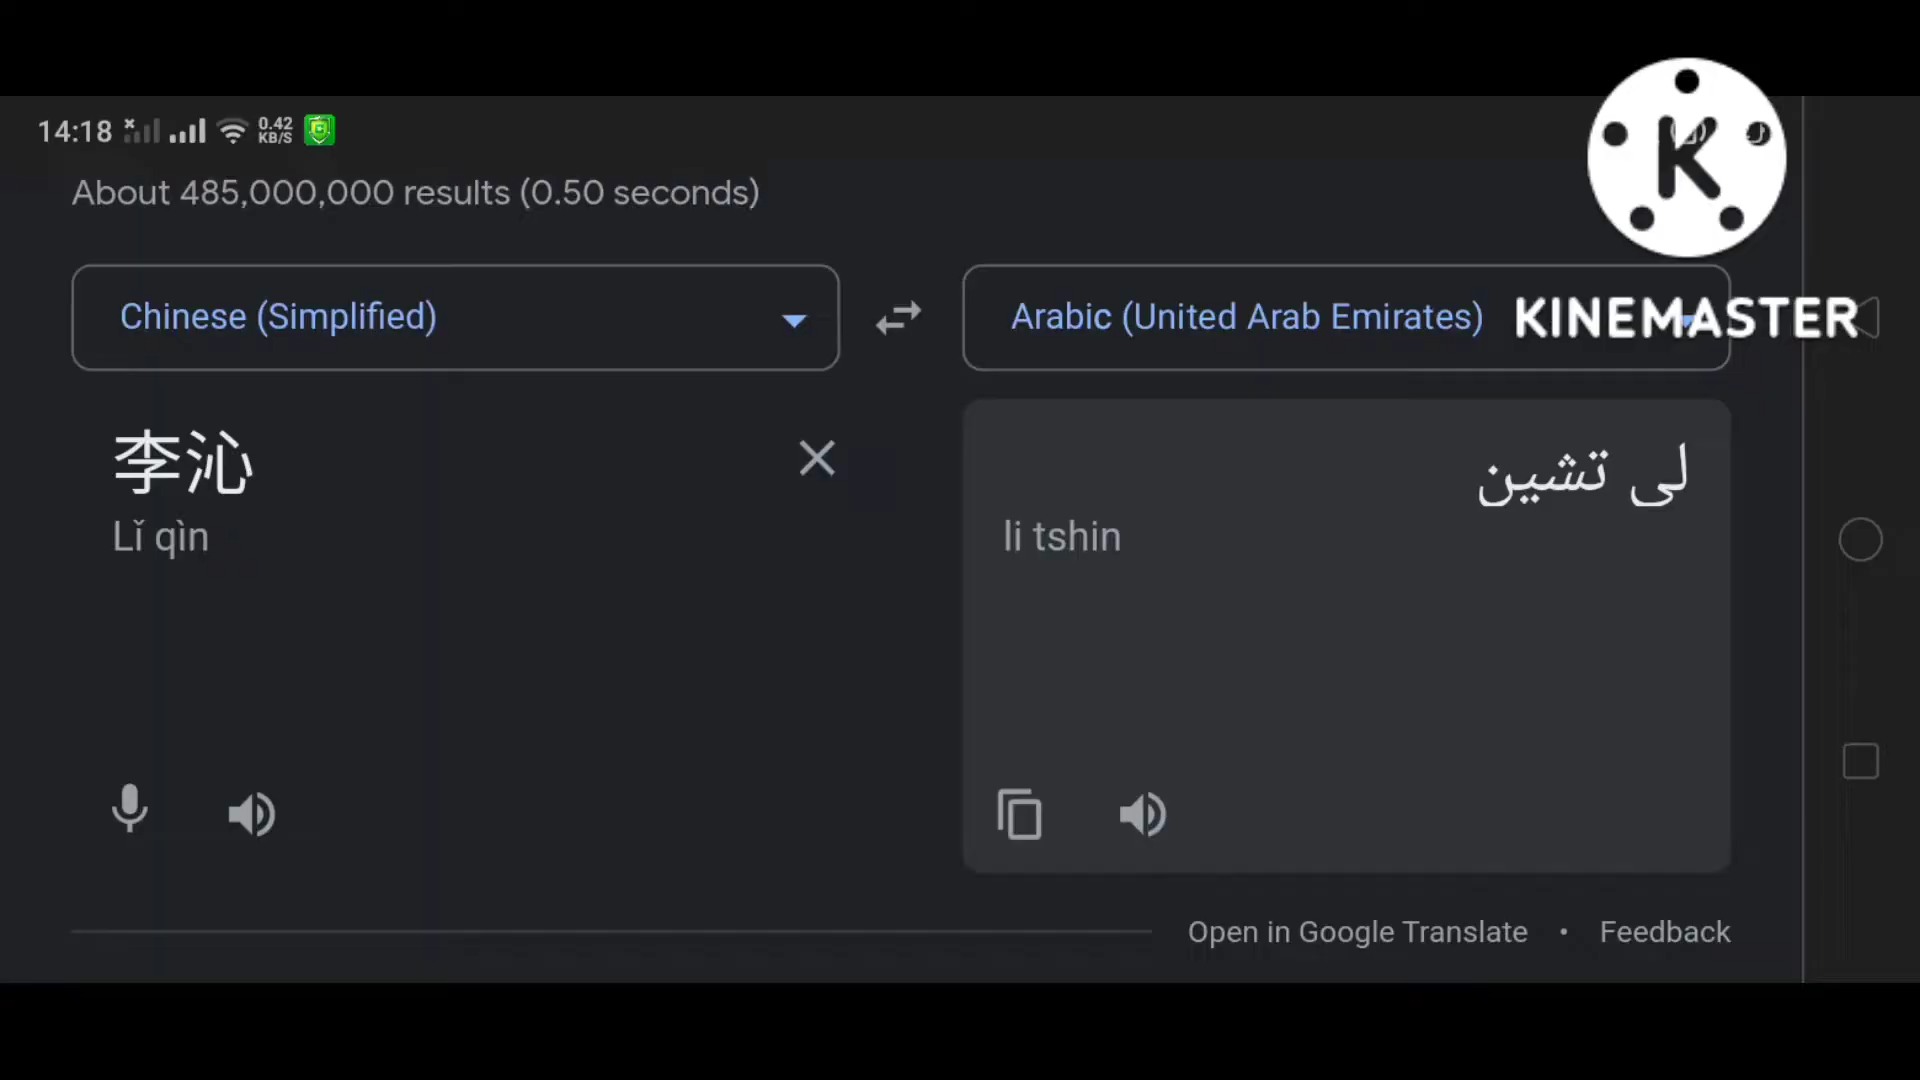 14:18 0.42 KB/S
About 485,000,000 results (0.50 seconds)
Chinese (Simplified)
Arabic (United Arab Emirates)
KINEMASTER
李沁
Lǐ qìn
لي تشين
li tshin
Open in Google Translate • Feedback